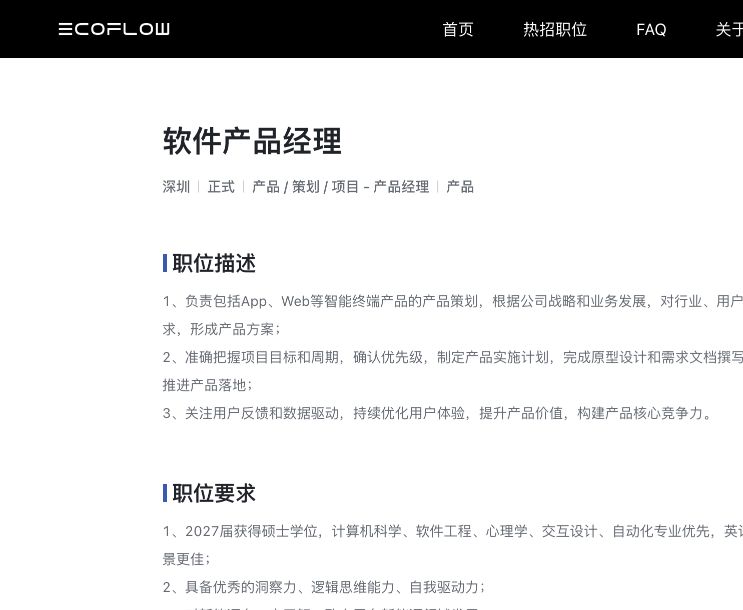 ECOFLOW 首页 热招职位 FAQ 关于
软件产品经理
深圳 | 正式 | 产品 / 策划 / 项目 - 产品经理 | 产品
职位描述
1、负责包括App、Web等智能终端产品的产品策划，根据公司战略和业务发展，对行业、用户
求，形成产品方案；
2、准确把握项目目标和周期，确认优先级，制定产品实施计划，完成原型设计和需求文档撰写
推进产品落地；
3、关注用户反馈和数据驱动，持续优化用户体验，提升产品价值，构建产品核心竞争力。
职位要求
1、2027届获得硕士学位，计算机科学、软件工程、心理学、交互设计、自动化专业优先，英语
景更佳；
2、具备优秀的洞察力、逻辑思维能力、自我驱动力；